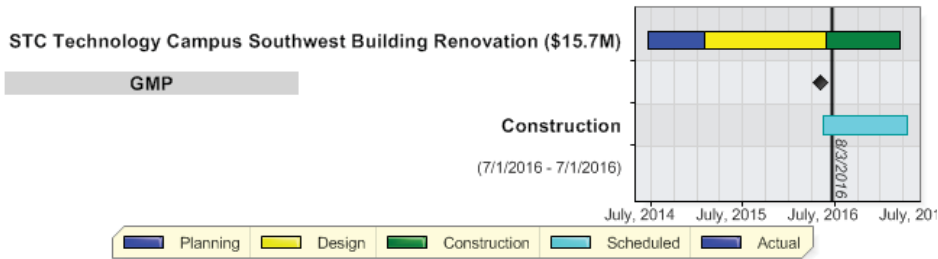 STC Technology Campus Southwest Building Renovation ($15.7M)
GMP
Construction
(7/1/2016 - 7/1/2016)
8/3/2016
July, 2014 July, 2015 July, 2016 July, 201
Planning Design Construction Scheduled Actual